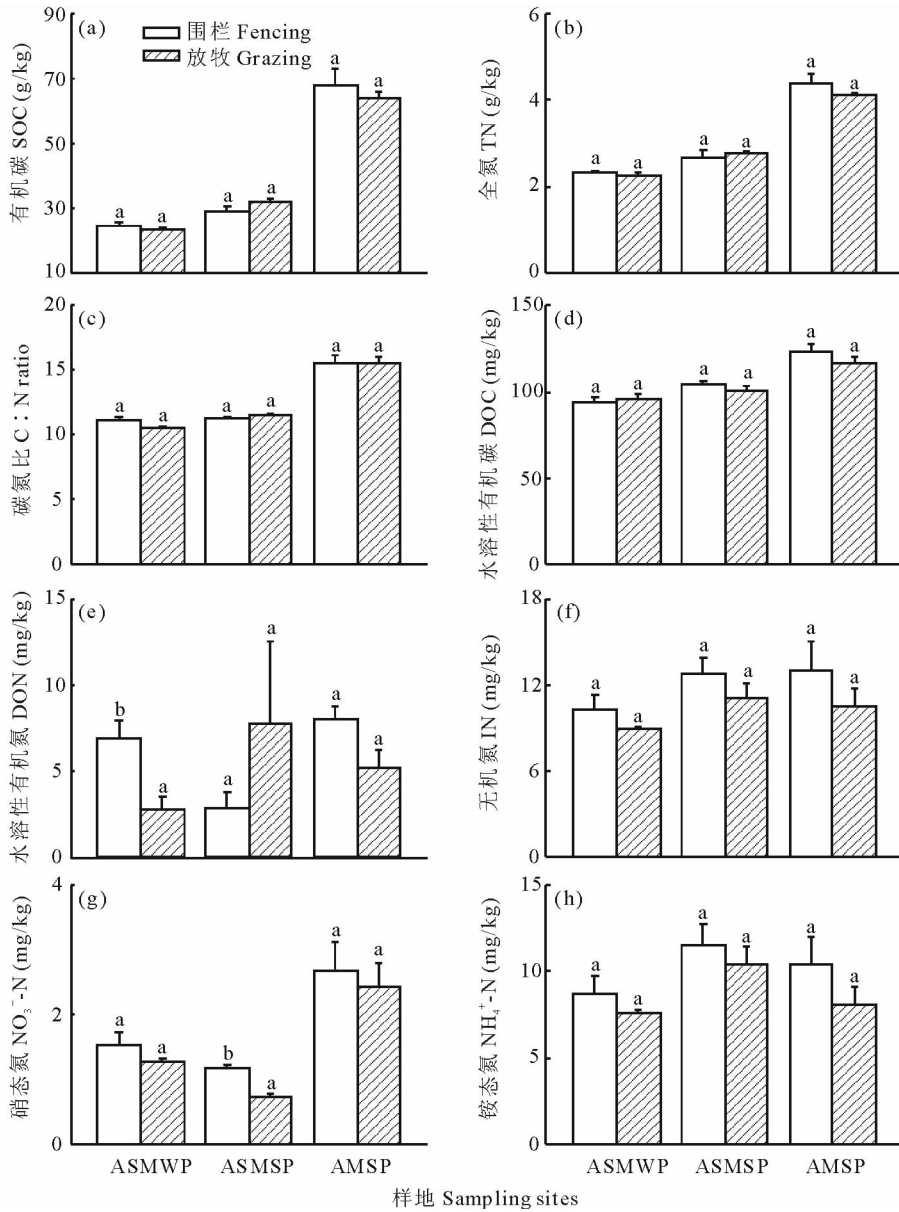 (a)
围栏 Fencing
放牧 Grazing
有机碳 SOC (g/kg)
90
70
50
30
10
a a a a a a
(b)
全氮 TN (g/kg)
6
4
2
0
a a a a a a
(c)
碳氮比 C∶N ratio
20
15
10
5
0
a a a a a a
(d)
水溶性有机碳 DOC (mg/kg)
150
100
50
0
a a a a a a
(e)
水溶性有机氮 DON (mg/kg)
15
10
5
0
b a a a a a
(f)
无机氮 IN (mg/kg)
18
12
6
0
a a a a a a
(g)
硝态氮 NO₃⁻-N (mg/kg)
4
2
0
a a b a a a
ASMWP ASMSP AMSP
(h)
铵态氮 NH₄⁺-N (mg/kg)
15
10
5
0
a a a a a a
ASMWP ASMSP AMSP
样地 Sampling sites